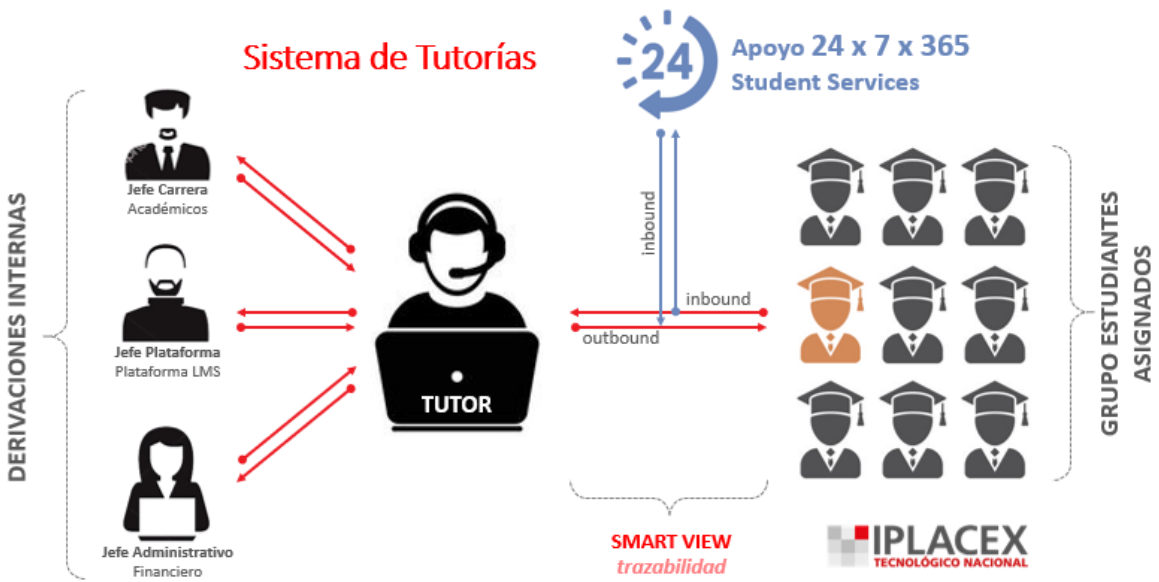 Sistema de Tutorías
24
Apoyo 24 x 7 x 365
Student Services
DERIVACIONES INTERNAS
Jefe Carrera
Académicos
Jefe Plataforma
Plataforma LMS
Jefe Administrativo
Financiero
TUTOR
inbound
inbound
outbound
GRUPO ESTUDIANTES
ASIGNADOS
SMART VIEW
trazabilidad
IPLACEX
TECNOLÓGICO NACIONAL